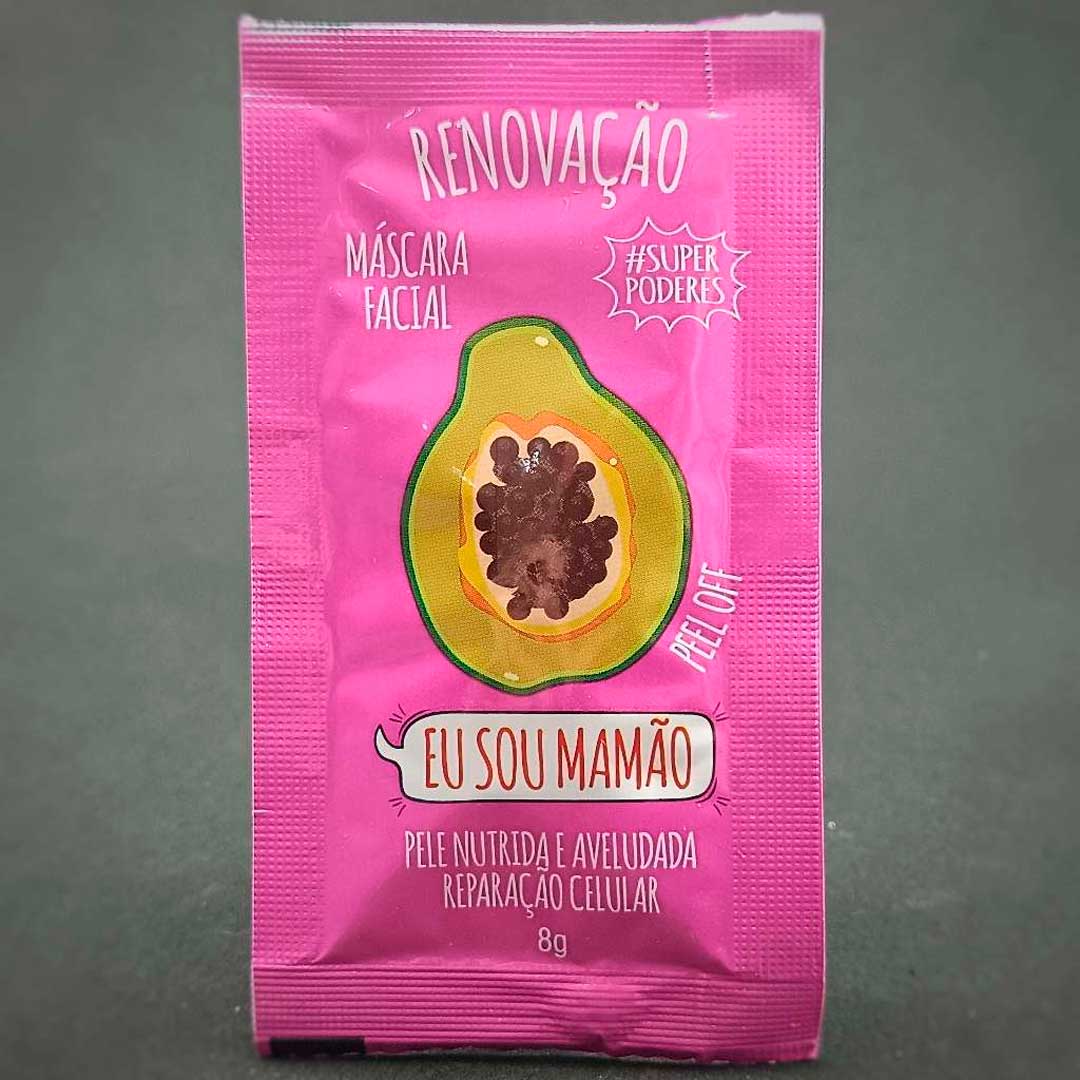 RENOVAÇÃO
MÁSCARA
FACIAL
#SUPER
PODERES
PEEL OFF
EU SOU MAMÃO
PELE NUTRIDA E AVELUDADA
REPARAÇÃO CELULAR
8g